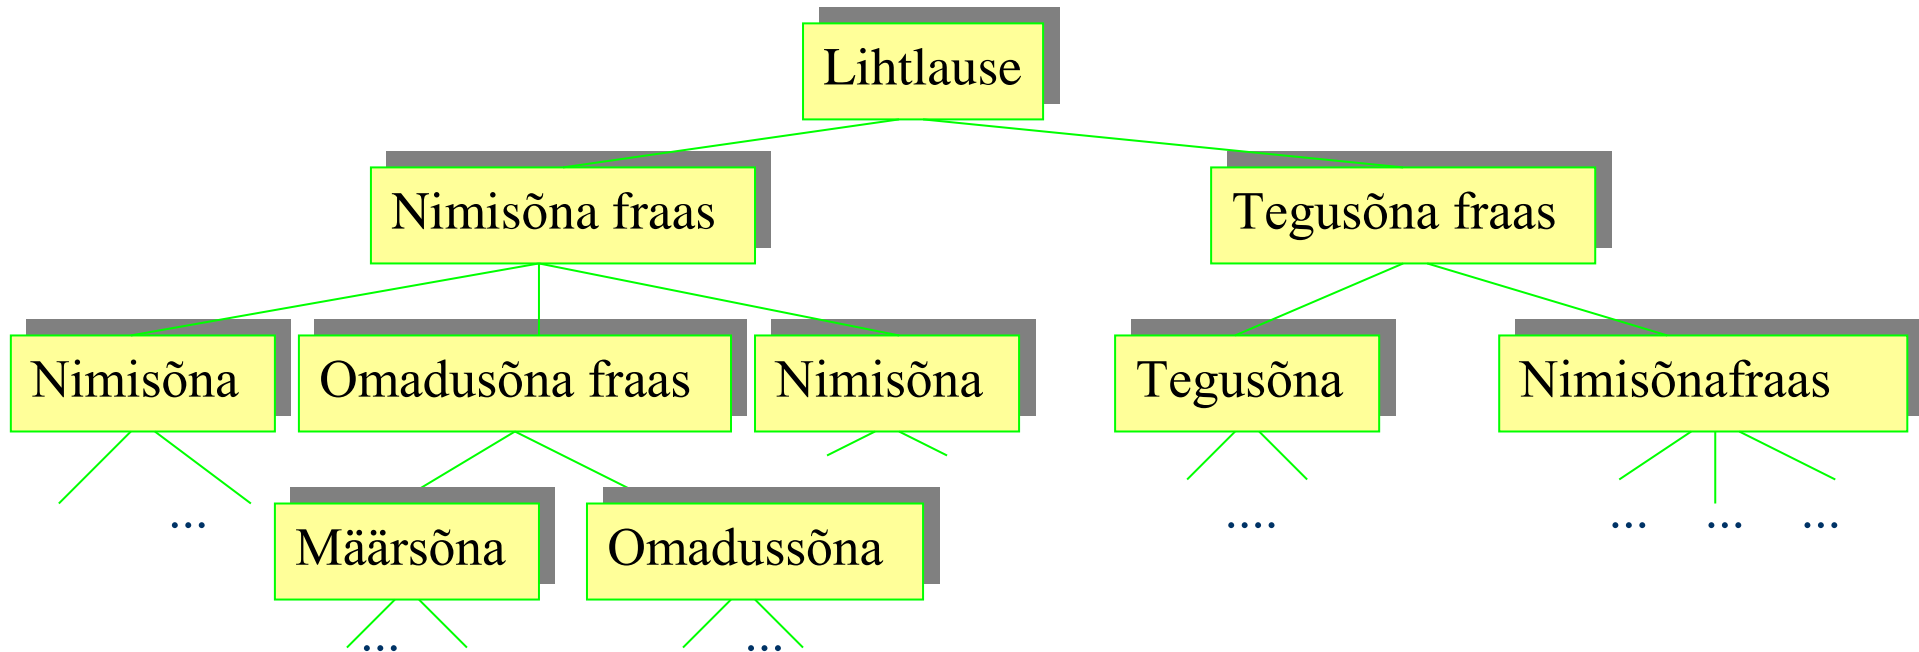 Lihtlause
Nimisõna fraas
Tegusõna fraas
Nimisõna
Omadusõna fraas
Nimisõna
Tegusõna
Nimisõnafraas
...
Määrsõna
Omadussõna
....
...
...
...
...
...